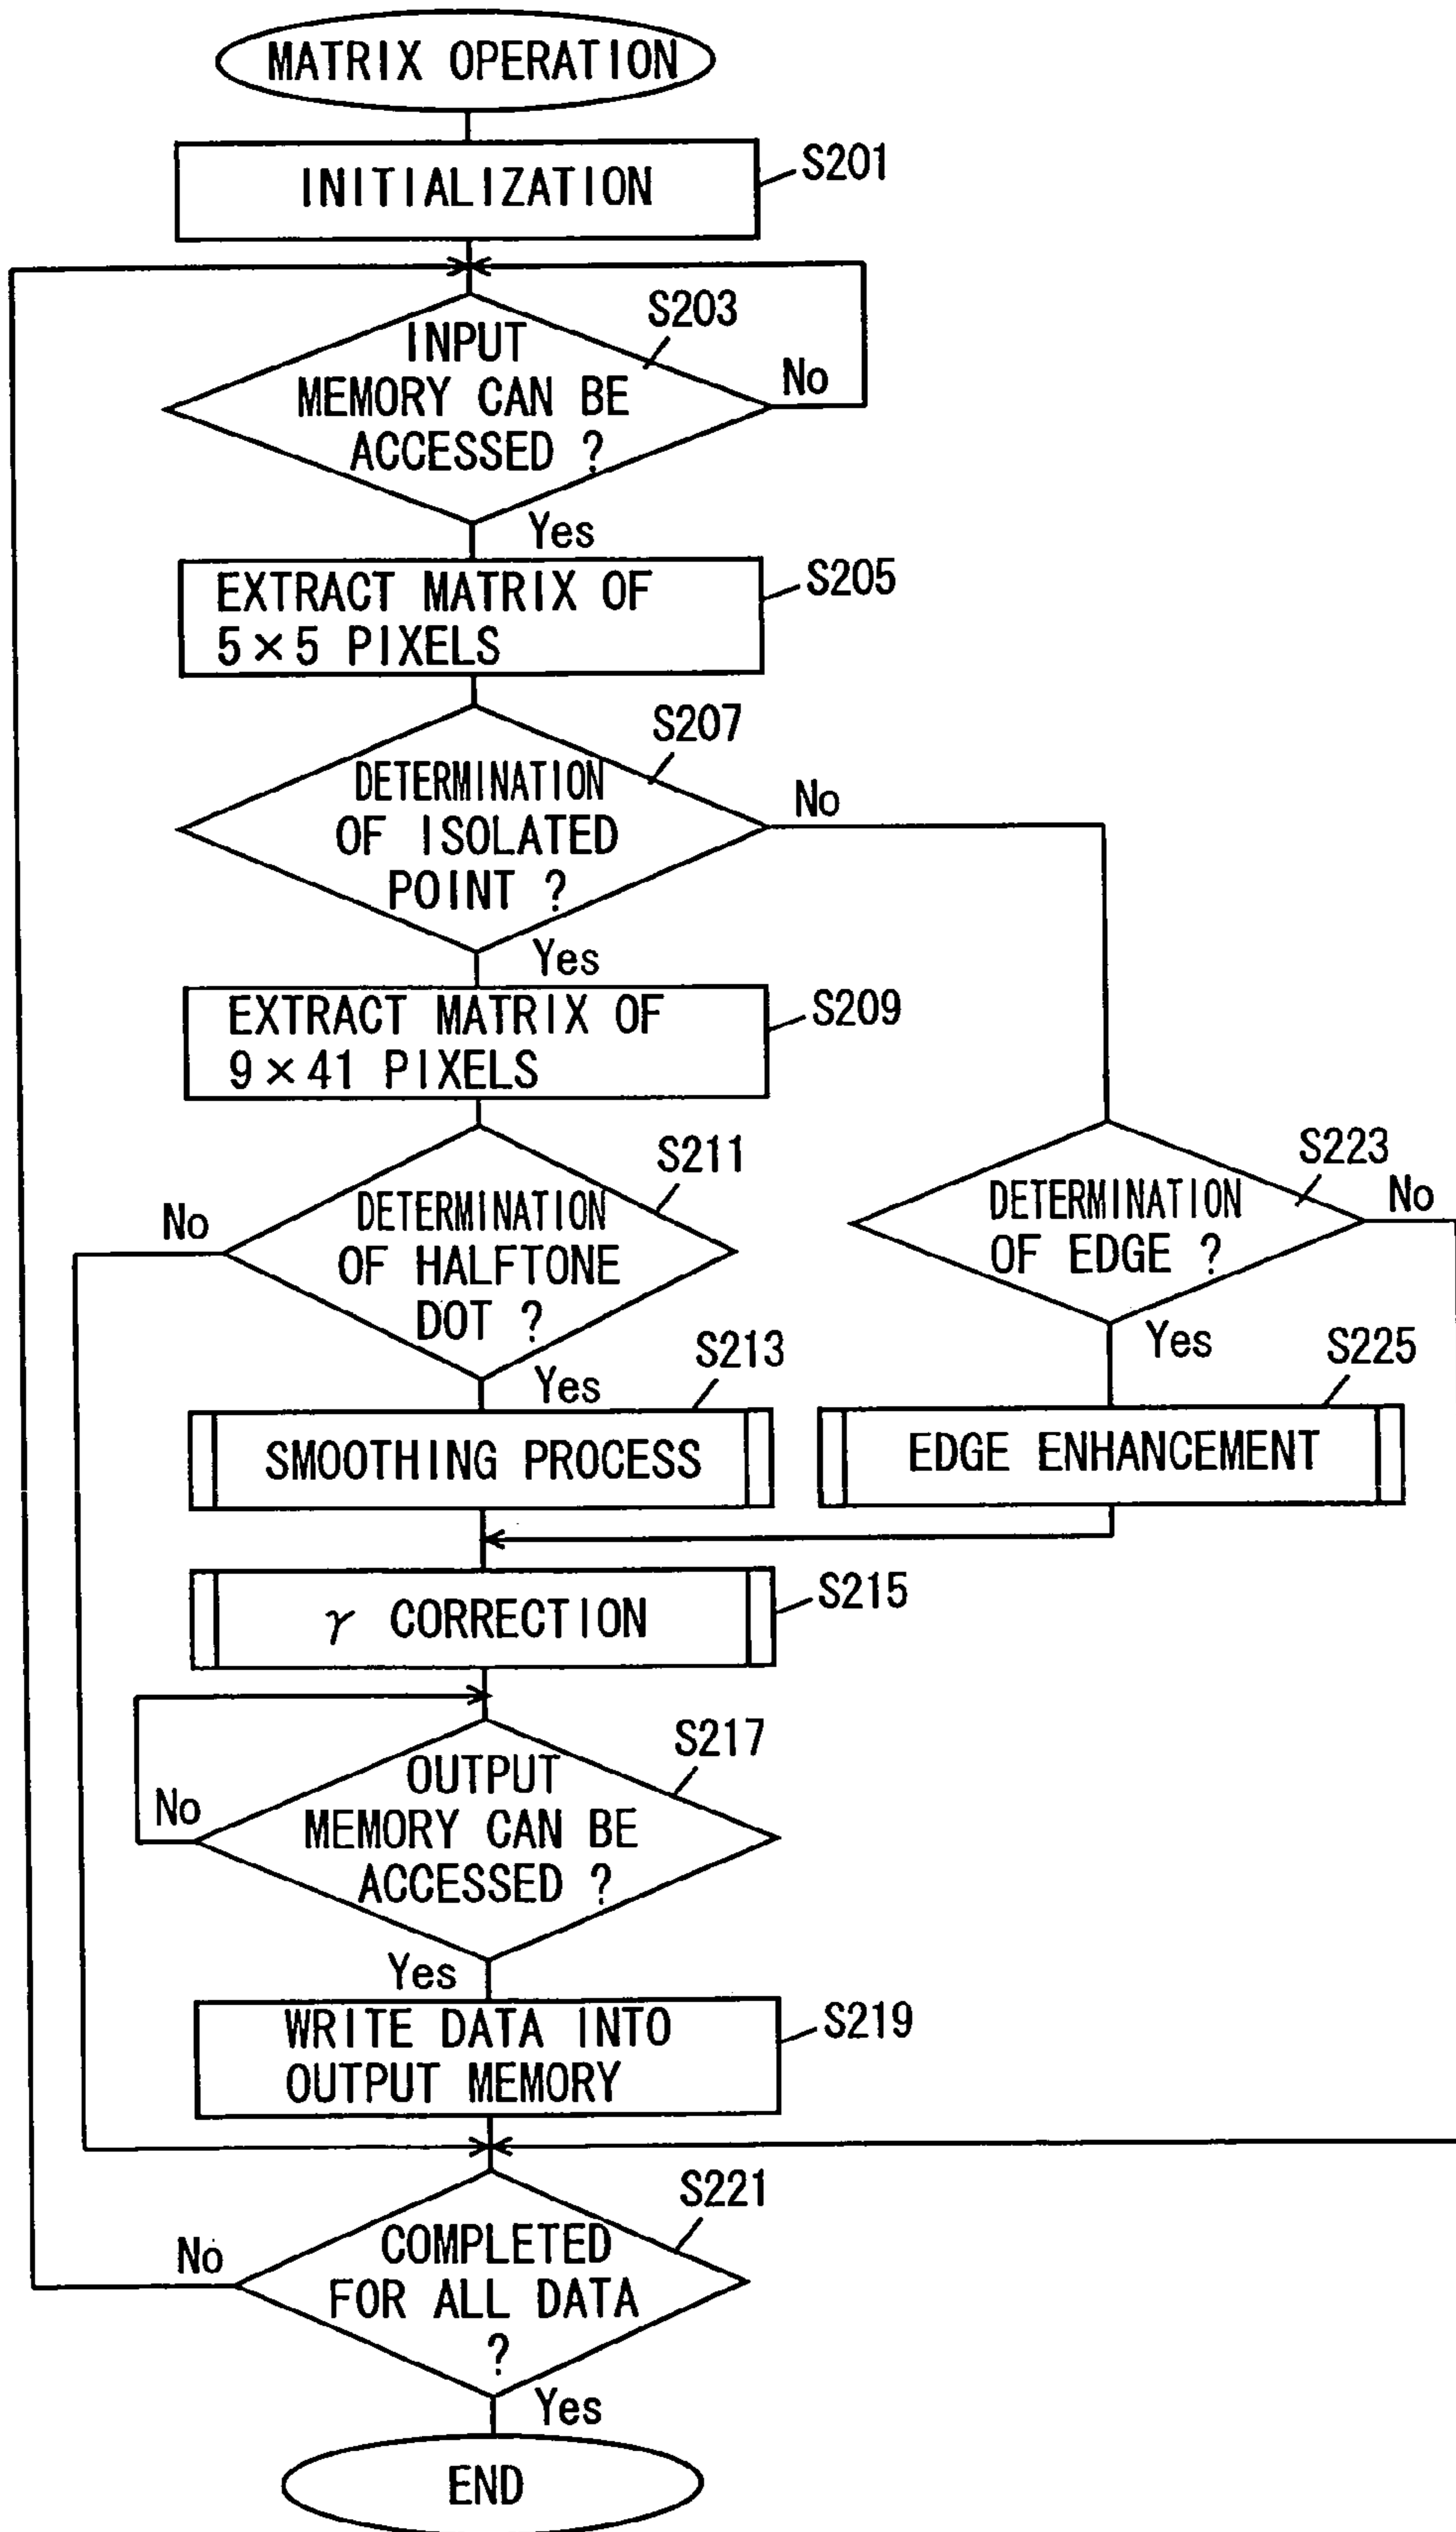 MATRIX OPERATION
INITIALIZATION
S201
S203
INPUT
MEMORY CAN BE
ACCESSED ?
No
Yes
EXTRACT MATRIX OF
5×5 PIXELS
S205
S207
DETERMINATION
OF ISOLATED
POINT ?
No
Yes
EXTRACT MATRIX OF
9×41 PIXELS
S209
S211
DETERMINATION
OF HALFTONE
DOT ?
No
Yes
S223
DETERMINATION
OF EDGE ?
No
Yes
S213
SMOOTHING PROCESS
S225
EDGE ENHANCEMENT
γ CORRECTION
S215
S217
OUTPUT
MEMORY CAN BE
ACCESSED ?
No
Yes
WRITE DATA INTO
OUTPUT MEMORY
S219
S221
COMPLETED
FOR ALL DATA
?
No
Yes
END